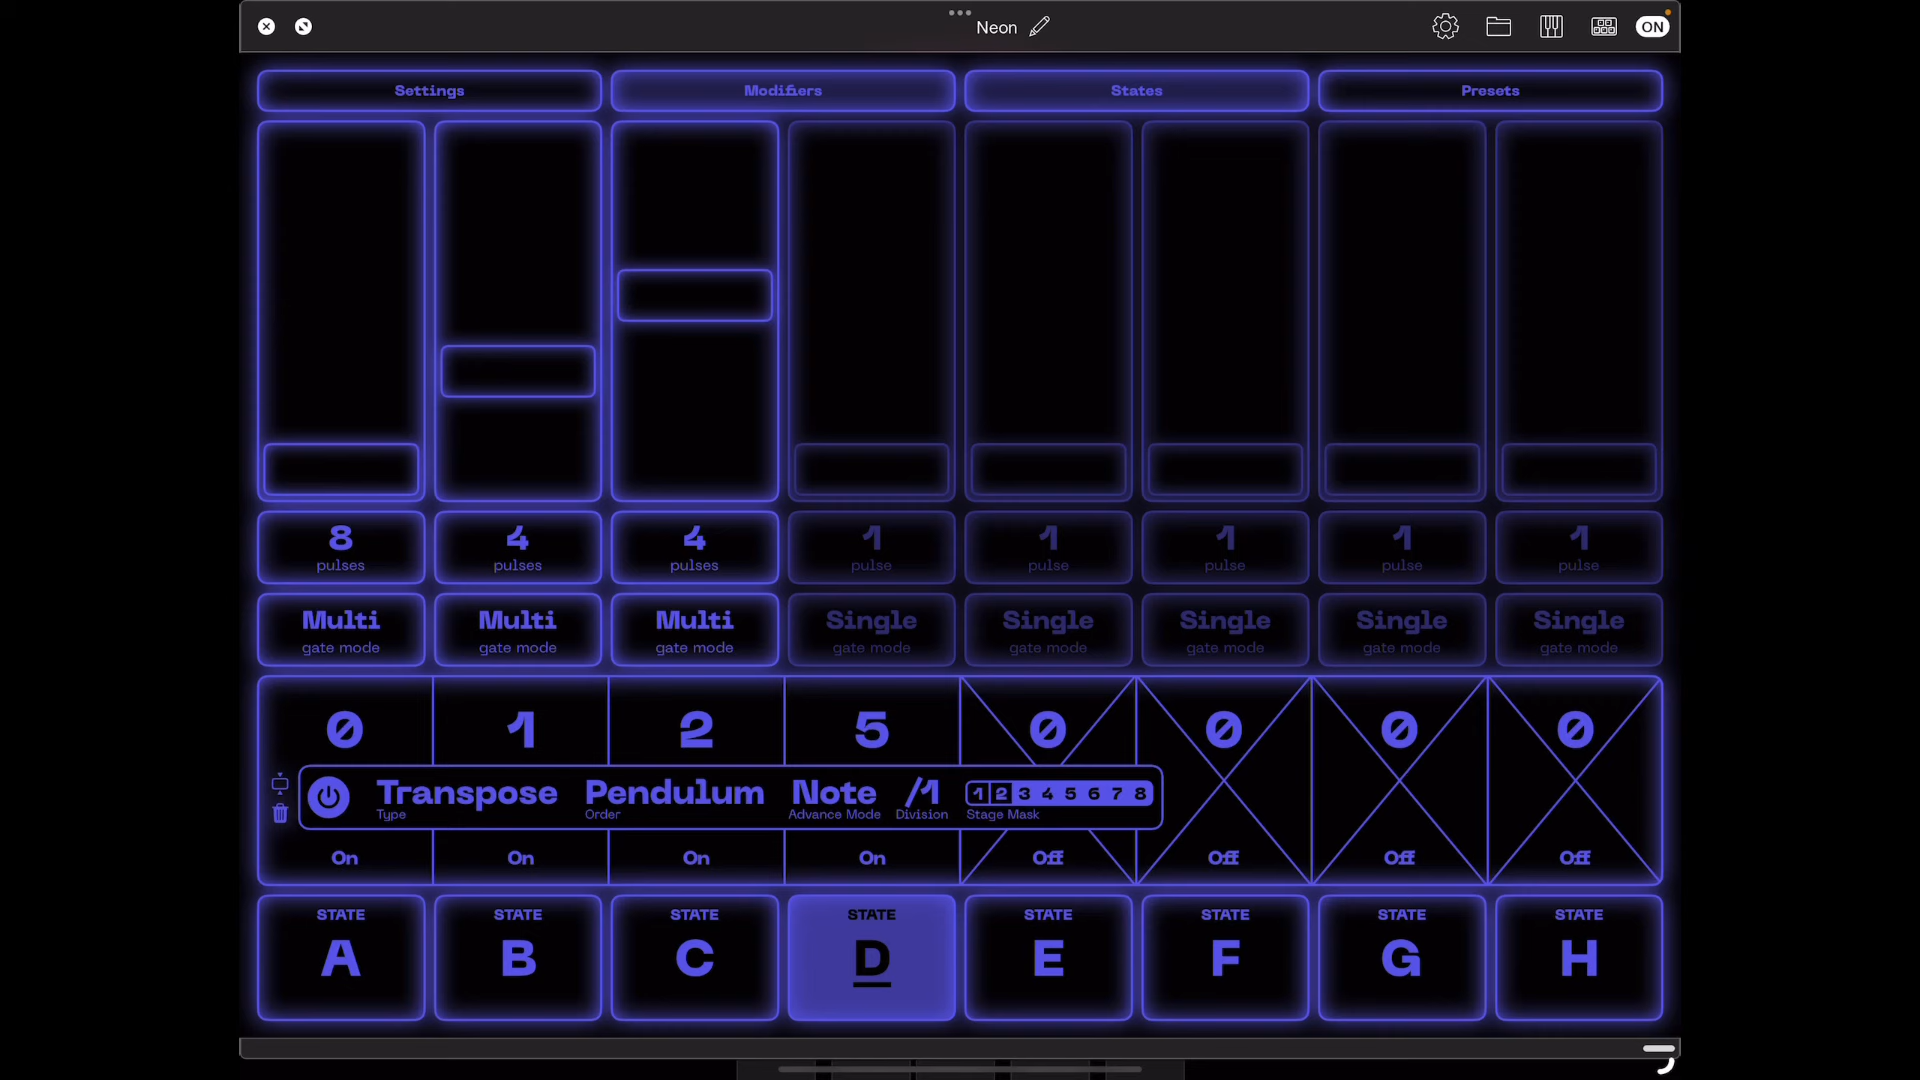 Neon
ON
Settings Modifiers States Presets
8 4 4 1 1 1 1 1
pulses pulses pulses pulse pulse pulse pulse pulse
Multi Multi Multi Single Single Single Single Single
gate mode gate mode gate mode gate mode gate mode gate mode gate mode gate mode
0 1 2 5 0 0 0 0
Transpose Pendulum Note /1 1 2 3 4 5 6 7 8
Type Order Advance Mode Division Stage Mask
On On On On Off Off Off Off
STATE STATE STATE STATE STATE STATE STATE STATE
A B C D E F G H